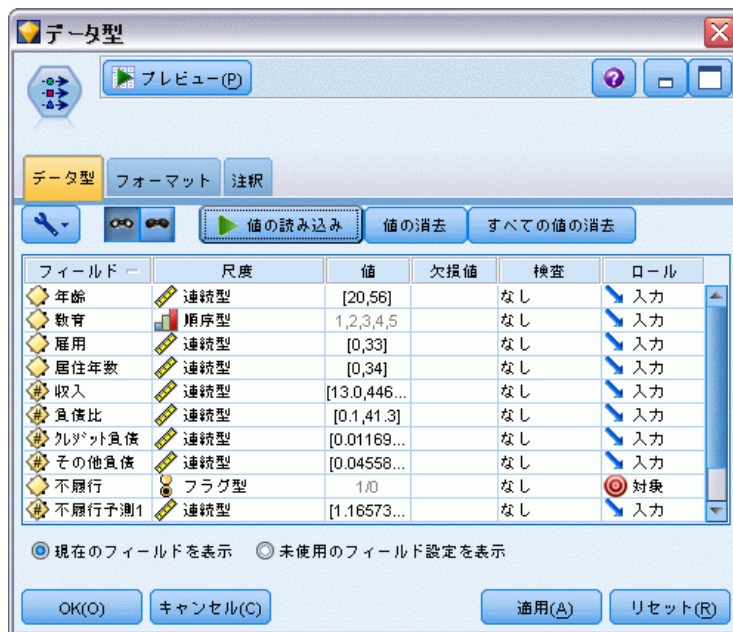 データ型
プレビュー(P)
データ型 フォーマット 注釈
値の読み込み 値の消去 すべての値の消去
フィールド 尺度 値 欠損値 検査 ロール
年齢 連続型 [20,56] なし 入力
教育 順序型 1,2,3,4,5 なし 入力
雇用 連続型 [0,33] なし 入力
居住年数 連続型 [0,34] なし 入力
収入 連続型 [13.0,446... なし 入力
負債比 連続型 [0.1,41.3] なし 入力
クレジット負債 連続型 [0.01169... なし 入力
その他負債 連続型 [0.04558... なし 入力
不履行 フラグ型 1/0 なし 対象
不履行予測1 連続型 [1.16573... なし 入力
現在のフィールドを表示 未使用のフィールド設定を表示
OK(O) キャンセル(C) 適用(A) リセット(R)